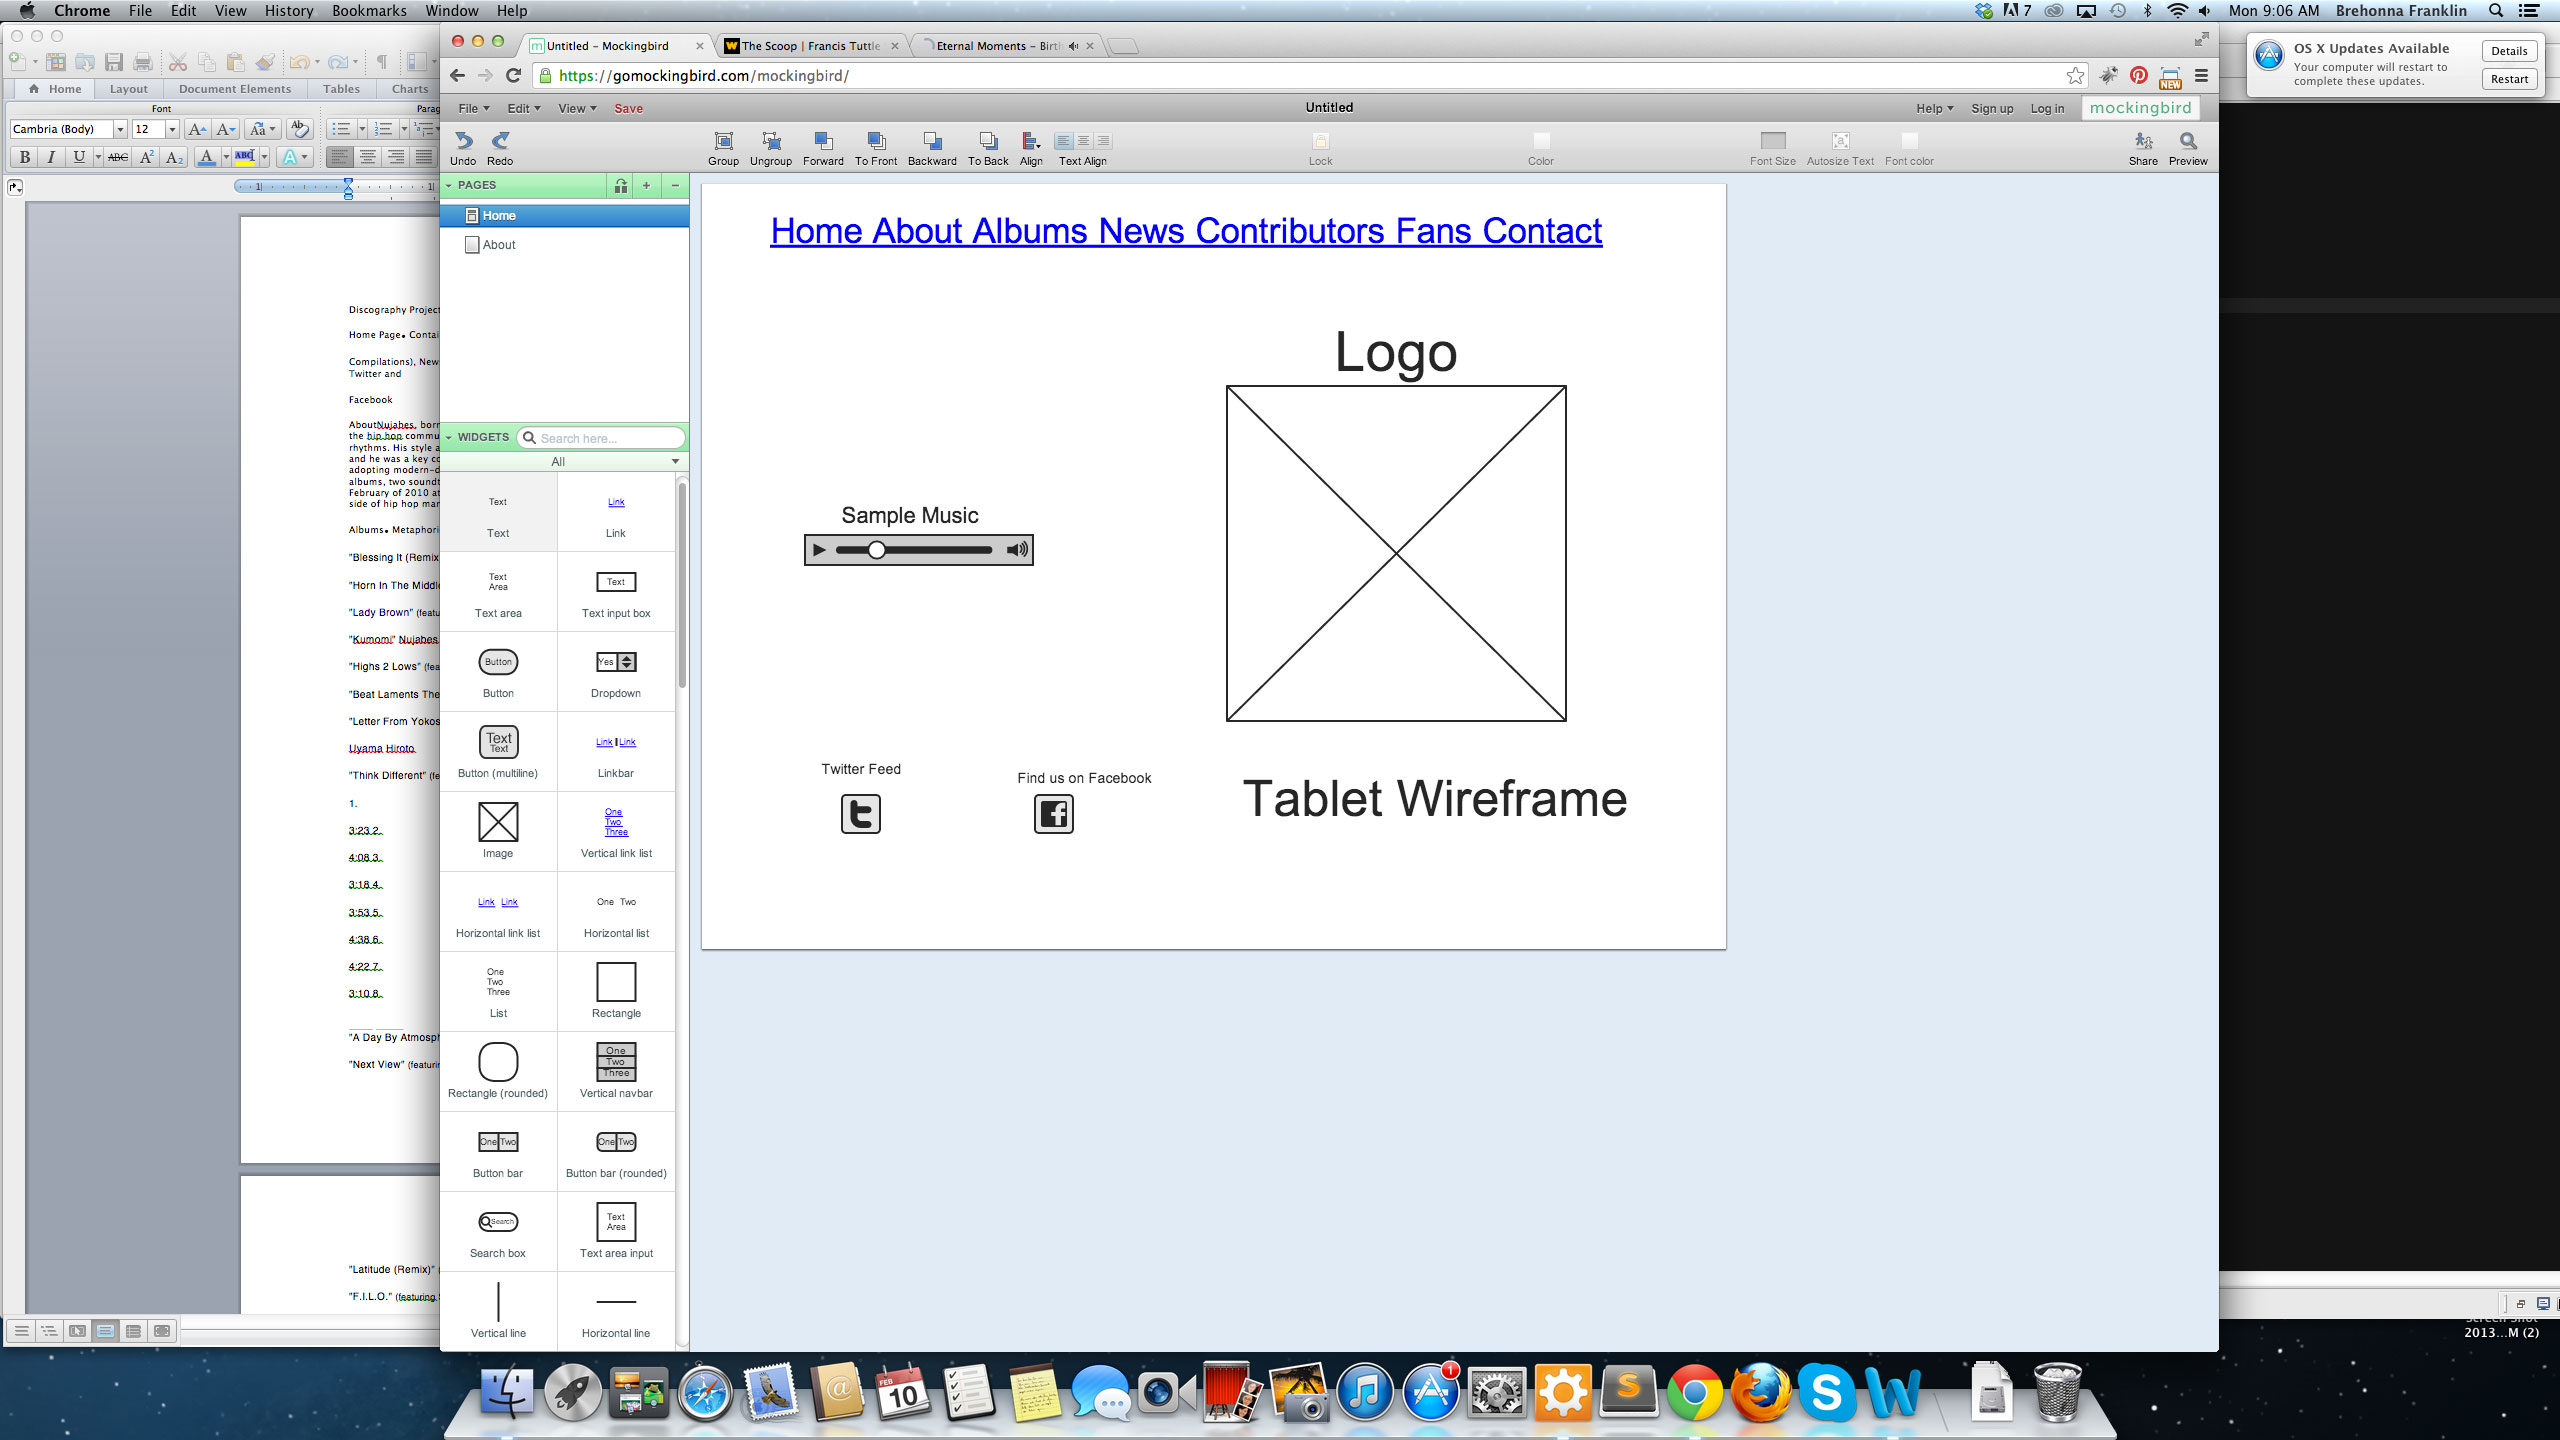 Chrome File Edit View History Bookmarks Window Help
7 Mon 9:06 AM Brehonna Franklin
Home Layout Document Elements Tables Charts
Font
Parag
Cambria (Body) 12 Aa
B I U ABC A² A₂ A ABC A
Discography Project
Home Page• Contai
Compilations), New
Twitter and
Facebook
AboutNujabes, born
the hip hop commu
rhythms. His style a
and he was a key co
adopting modern-d
albums, two soundt
February of 2010 at
side of hip hop mar
Albums• Metaphori
"Blessing It (Remix
"Horn In The Middle
"Lady Brown" (featu
"Kumomi" Nujabes
"Highs 2 Lows" (fea
"Beat Laments The
"Letter From Yokos
Uyama Hiroto
"Think Different" (fe
1.
3:23.2.
4:08.3.
3:18.4.
3:53.5.
4:38.6.
4:22.7.
3:10.8.
"A Day By Atmosph
"Next View" (featurin
"Latitude (Remix)" (
"F.I.L.O." (featuring S
Untitled - Mockingbird
The Scoop | Francis Tuttle
Eternal Moments - Birth
https://gomockingbird.com/mockingbird/
NEW
File Edit View Save
Untitled
Help Sign up Log in mockingbird
Undo Redo
Group Ungroup Forward To Front Backward To Back Align Text Align
Lock Color Font Size Autosize Text Font color
Share Preview
PAGES + −
Home
About
WIDGETS Search here...
All
Text Link
Text Link
Text Area Text
Text area Text input box
Button Yes
Button Dropdown
Text Text Link Link
Button (multiline) Linkbar
One Two Three
Image Vertical link list
Link Link One Two
Horizontal link list Horizontal list
One Two Three
List Rectangle
One Two Three
Rectangle (rounded) Vertical navbar
One Two One Two
Button bar Button bar (rounded)
Search Text Area
Search box Text area input
Vertical line Horizontal line
Home About Albums News Contributors Fans Contact
Logo
Sample Music
Twitter Feed
Find us on Facebook
Tablet Wireframe
OS X Updates Available
Your computer will restart to
complete these updates.
Details
Restart
2013...M (2)
FEB
10
1